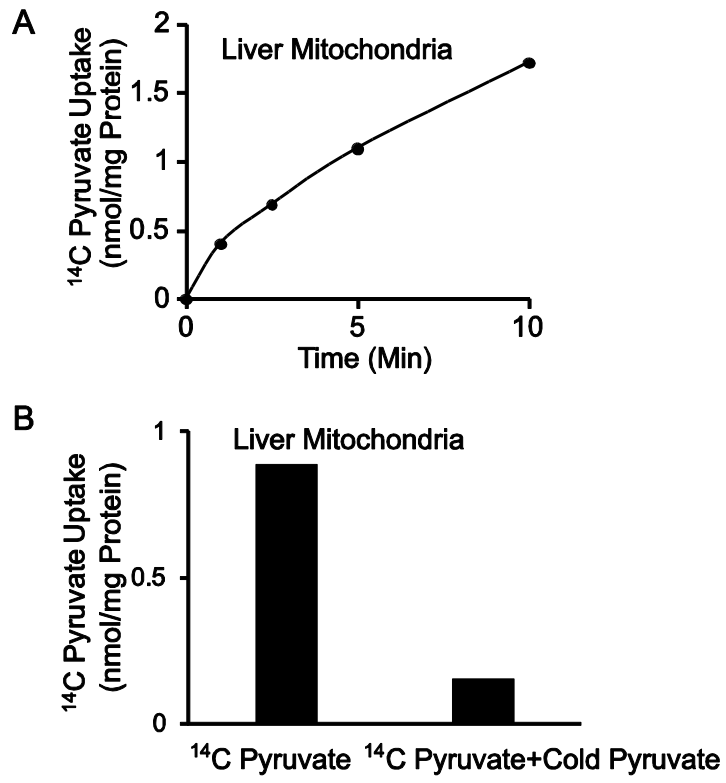 A
Liver Mitochondria
¹⁴C Pyruvate Uptake
(nmol/mg Protein)
2
1.5
1
0.5
0
0
5
10
Time (Min)
B
Liver Mitochondria
¹⁴C Pyruvate Uptake
(nmol/mg Protein)
1
0.5
0
¹⁴C Pyruvate
¹⁴C Pyruvate+Cold Pyruvate